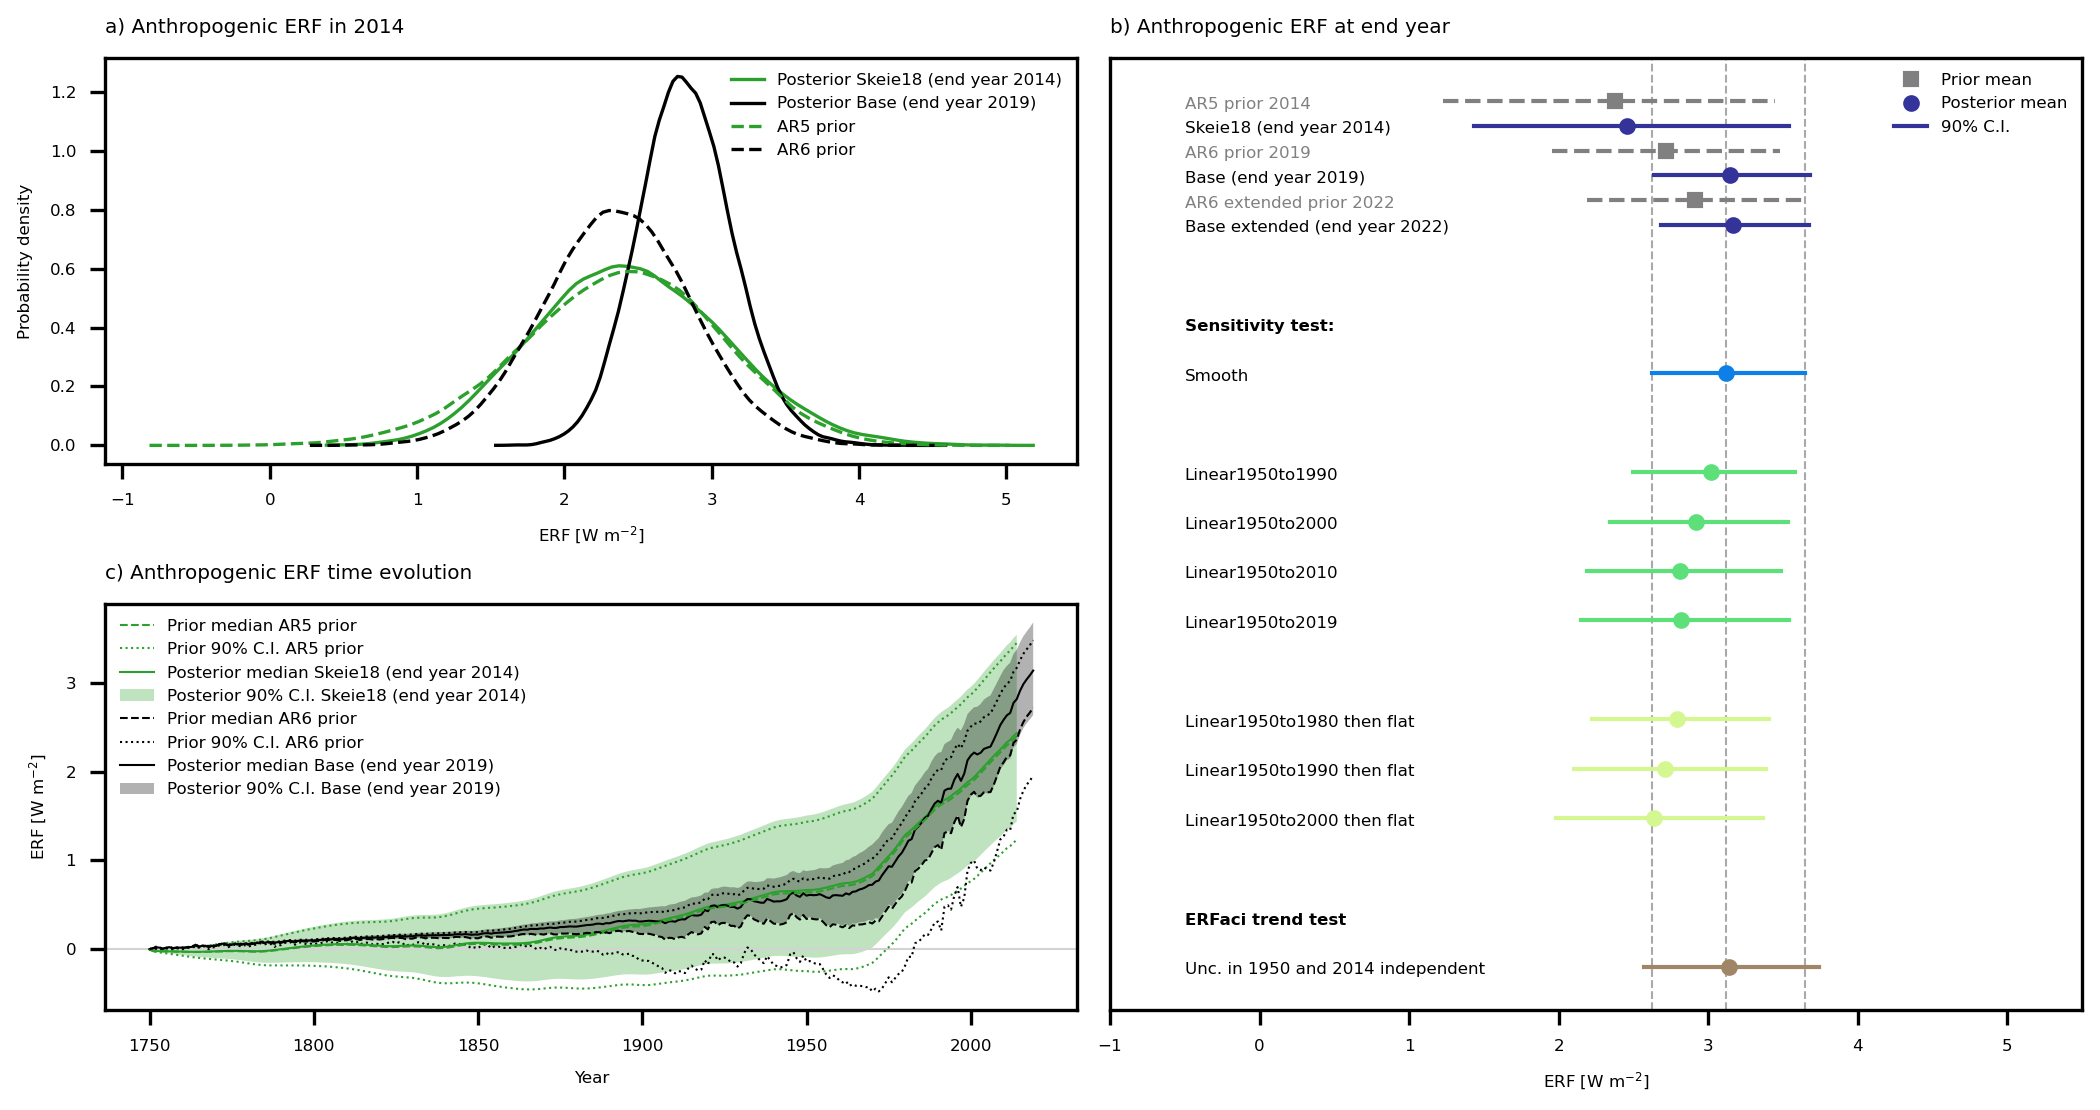 a) Anthropogenic ERF in 2014
Probability density
1.2
1.0
0.8
0.6
0.4
0.2
0.0
Posterior Skeie18 (end year 2014)
Posterior Base (end year 2019)
AR5 prior
AR6 prior
−1 0 1 2 3 4 5
ERF [W m⁻²]
c) Anthropogenic ERF time evolution
ERF [W m⁻²]
3
2
1
0
Prior median AR5 prior
Prior 90% C.I. AR5 prior
Posterior median Skeie18 (end year 2014)
Posterior 90% C.I. Skeie18 (end year 2014)
Prior median AR6 prior
Prior 90% C.I. AR6 prior
Posterior median Base (end year 2019)
Posterior 90% C.I. Base (end year 2019)
1750 1800 1850 1900 1950 2000
Year
b) Anthropogenic ERF at end year
Prior mean
Posterior mean
90% C.I.
AR5 prior 2014
Skeie18 (end year 2014)
AR6 prior 2019
Base (end year 2019)
AR6 extended prior 2022
Base extended (end year 2022)
Sensitivity test:
Smooth
Linear1950to1990
Linear1950to2000
Linear1950to2010
Linear1950to2019
Linear1950to1980 then flat
Linear1950to1990 then flat
Linear1950to2000 then flat
ERFaci trend test
Unc. in 1950 and 2014 independent
−1 0 1 2 3 4 5
ERF [W m⁻²]